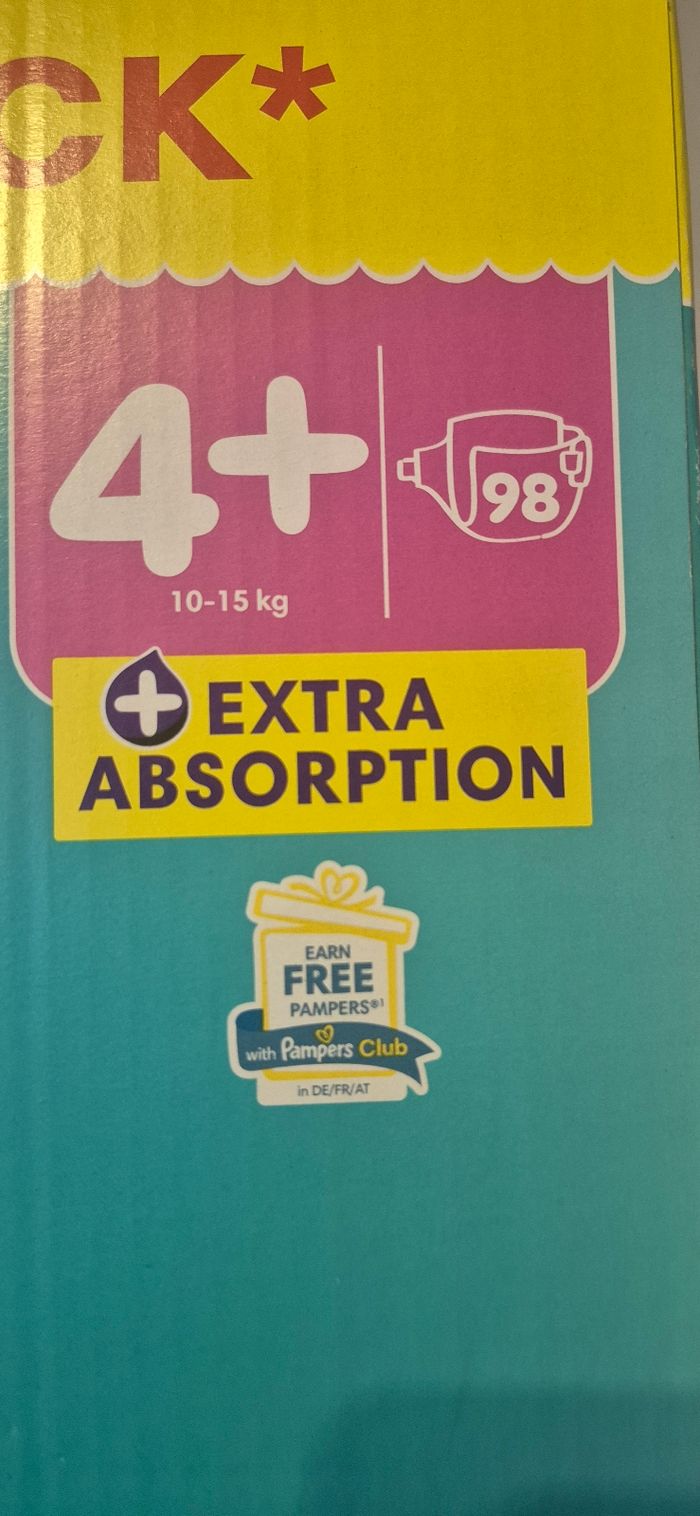 CK*
4+
98
10-15 kg
+ EXTRA
ABSORPTION
EARN
FREE
PAMPERS®¹
with Pampers Club
in DE/FR/AT